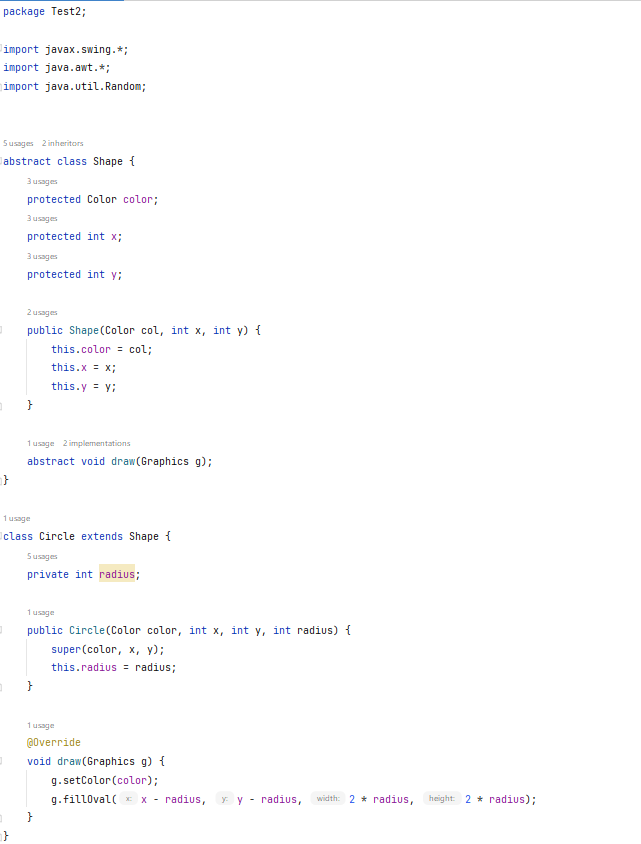 package Test2;
import javax.swing.*;
import java.awt.*;
import java.util.Random;
5 usages 2 inheritors
abstract class Shape {
3 usages
protected Color color;
3 usages
protected int x;
3 usages
protected int y;
2 usages
public Shape(Color col, int x, int y) {
this.color = col;
this.x = x;
this.y = y;
}
1 usage 2 implementations
abstract void draw(Graphics g);
}
1 usage
class Circle extends Shape {
5 usages
private int radius;
1 usage
public Circle(Color color, int x, int y, int radius) {
super(color, x, y);
this.radius = radius;
}
1 usage
@Override
void draw(Graphics g) {
g.setColor(color);
g.fillOval( x: x - radius, y: y - radius, width: 2 * radius, height: 2 * radius);
}
}